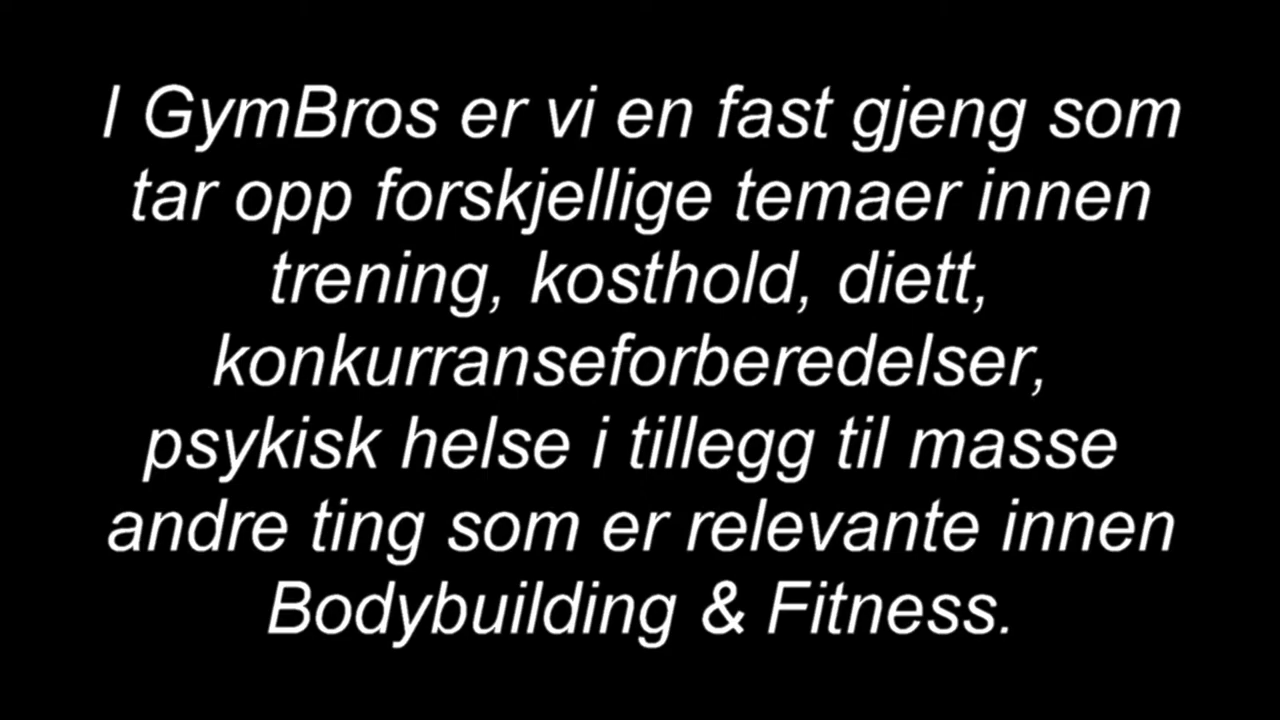 I GymBros er vi en fast gjeng som
tar opp forskjellige temaer innen
trening, kosthold, diett,
konkurranseforberedelser,
psykisk helse i tillegg til masse
andre ting som er relevante innen
Bodybuilding & Fitness.